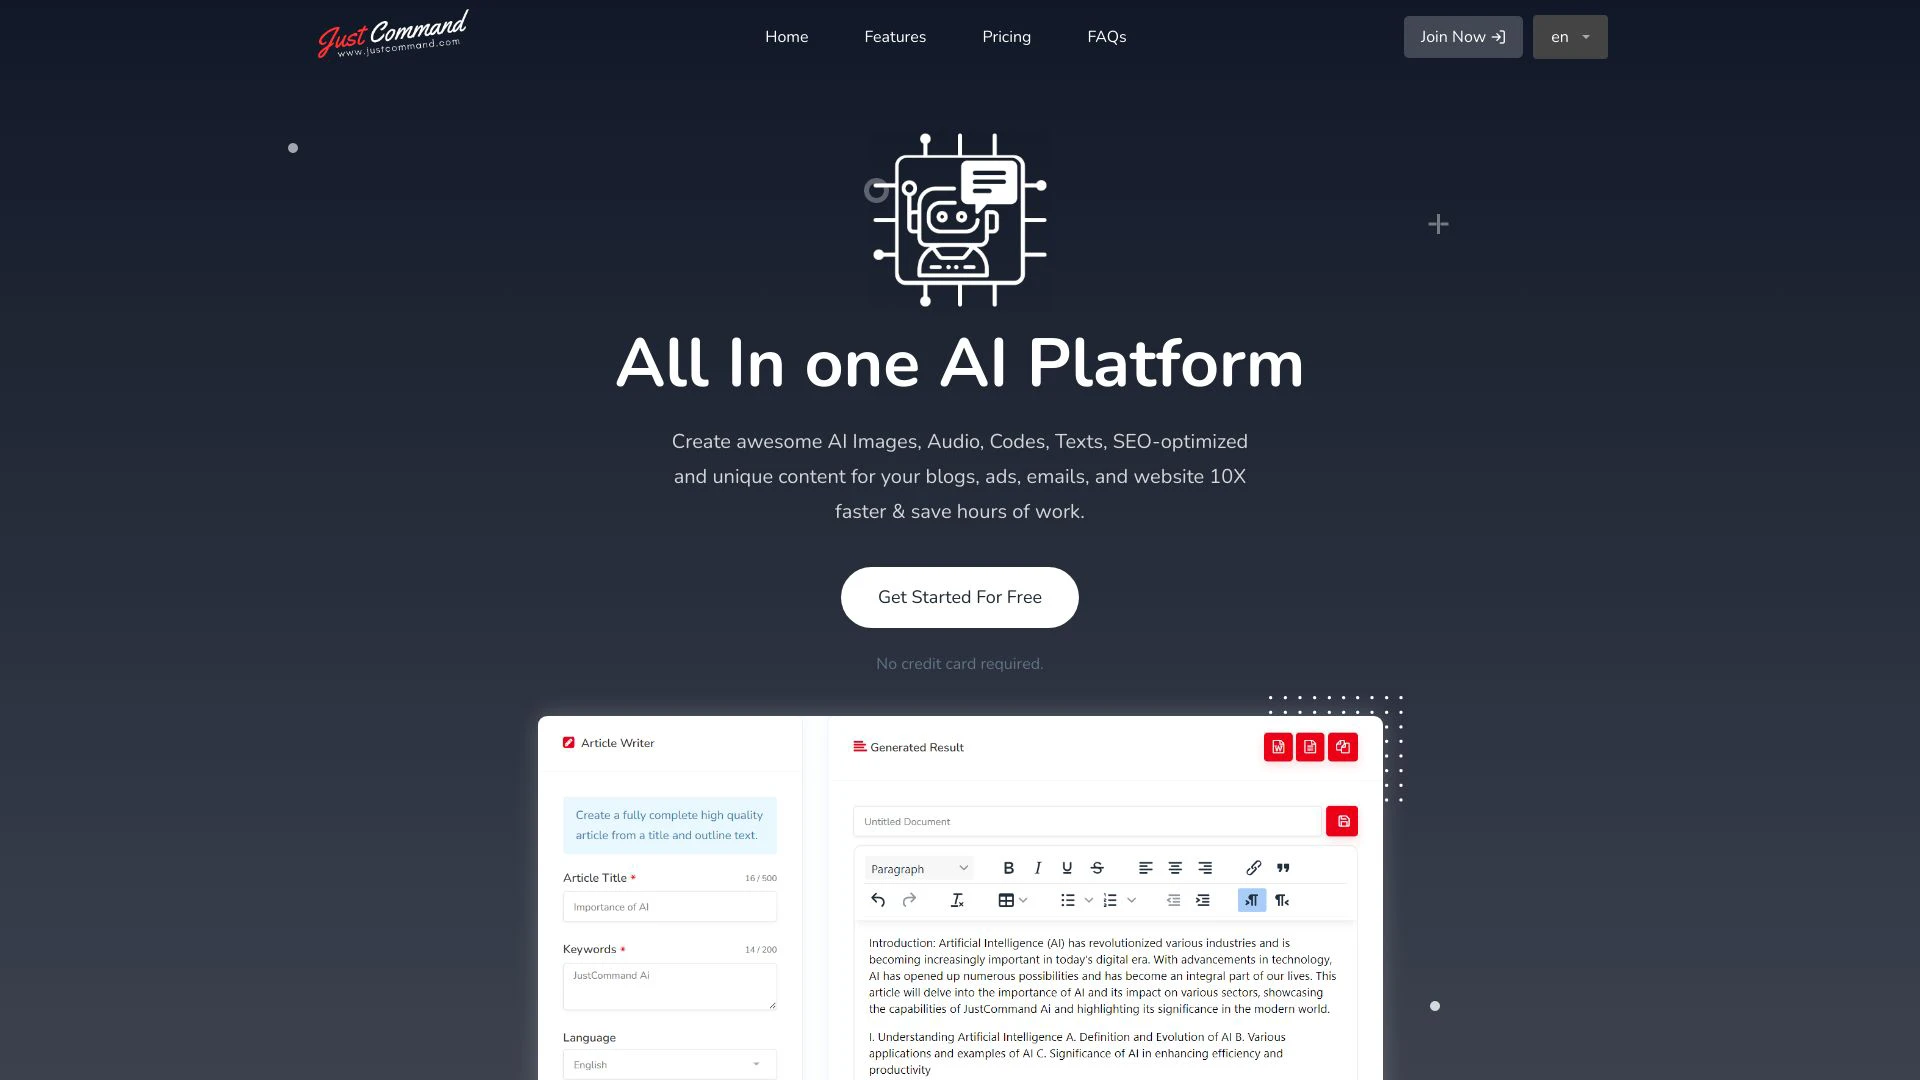 Just Command
www.justcommand.com
Home
Features
Pricing
FAQs
Join Now
en
All In one AI Platform
Create awesome AI Images, Audio, Codes, Texts, SEO-optimized
and unique content for your blogs, ads, emails, and website 10X
faster & save hours of work.
Get Started For Free
No credit card required.
Article Writer
Create a fully complete high quality
article from a title and outline text.
Article Title *
16 / 500
Importance of AI
Keywords *
14 / 200
JustCommand Ai
Language
English
Generated Result
Untitled Document
Paragraph
Introduction: Artificial Intelligence (AI) has revolutionized various industries and is
becoming increasingly important in today's digital era. With advancements in technology,
AI has opened up numerous possibilities and has become an integral part of our lives. This
article will delve into the importance of AI and its impact on various sectors, showcasing
the capabilities of JustCommand Ai and highlighting its significance in the modern world.
I. Understanding Artificial Intelligence A. Definition and Evolution of AI B. Various
applications and examples of AI C. Significance of AI in enhancing efficiency and
productivity